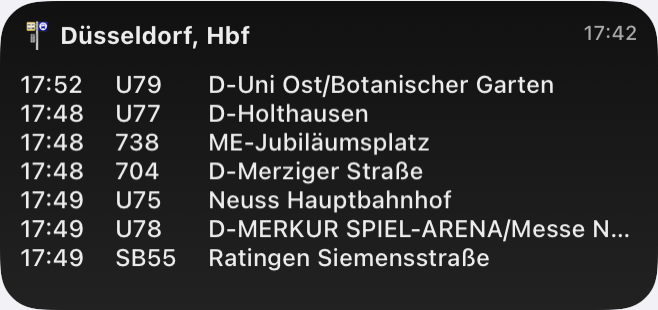 Düsseldorf, Hbf 17:42
17:52 U79 D-Uni Ost/Botanischer Garten
17:48 U77 D-Holthausen
17:48 738 ME-Jubiläumsplatz
17:48 704 D-Merziger Straße
17:49 U75 Neuss Hauptbahnhof
17:49 U78 D-MERKUR SPIEL-ARENA/Messe N...
17:49 SB55 Ratingen Siemensstraße